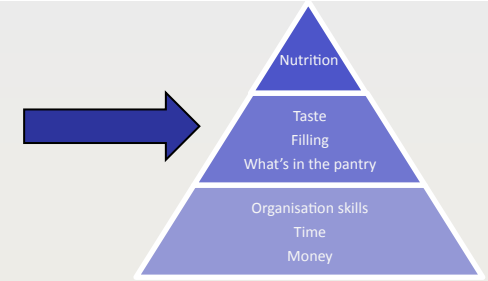 Nutrition
Taste
Filling
What's in the pantry
Organisation skills
Time
Money